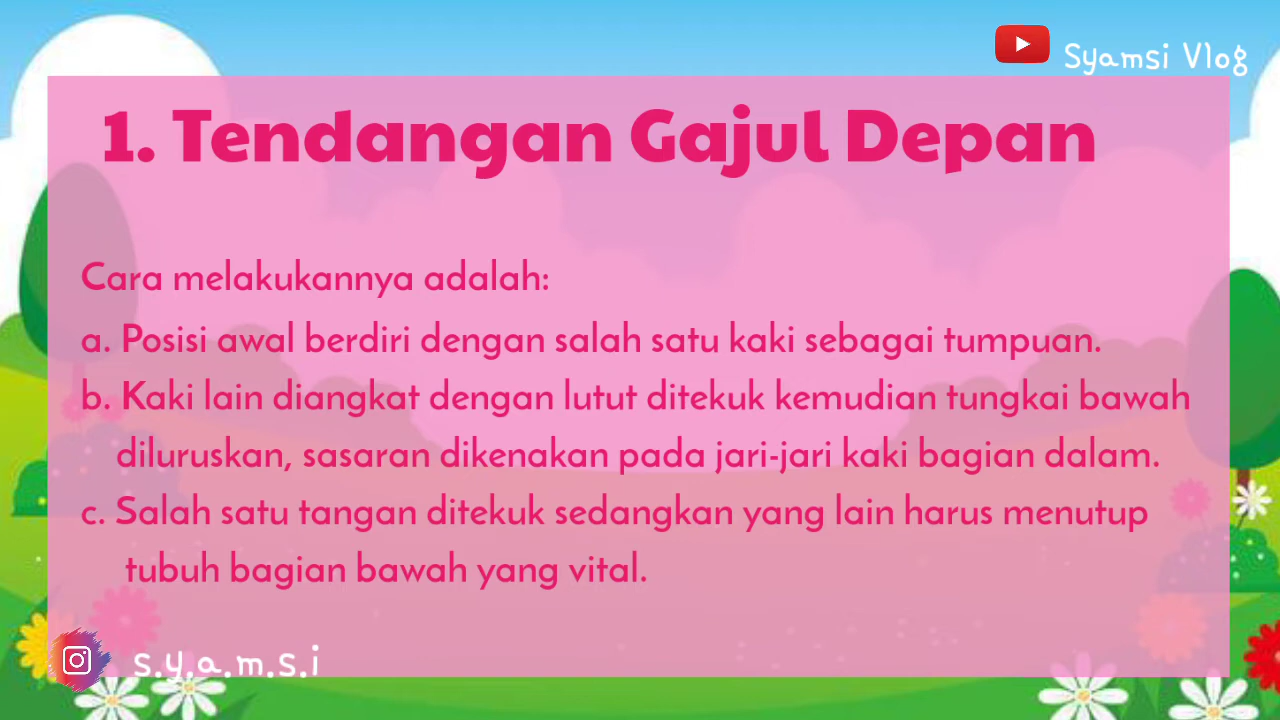 Syamsi Vlog
1. Tendangan Gajul Depan
Cara melakukannya adalah:
a. Posisi awal berdiri dengan salah satu kaki sebagai tumpuan.
b. Kaki lain diangkat dengan lutut ditekuk kemudian tungkai bawah
diluruskan, sasaran dikenakan pada jari-jari kaki bagian dalam.
c. Salah satu tangan ditekuk sedangkan yang lain harus menutup
tubuh bagian bawah yang vital.
s.y.a.m.s.i